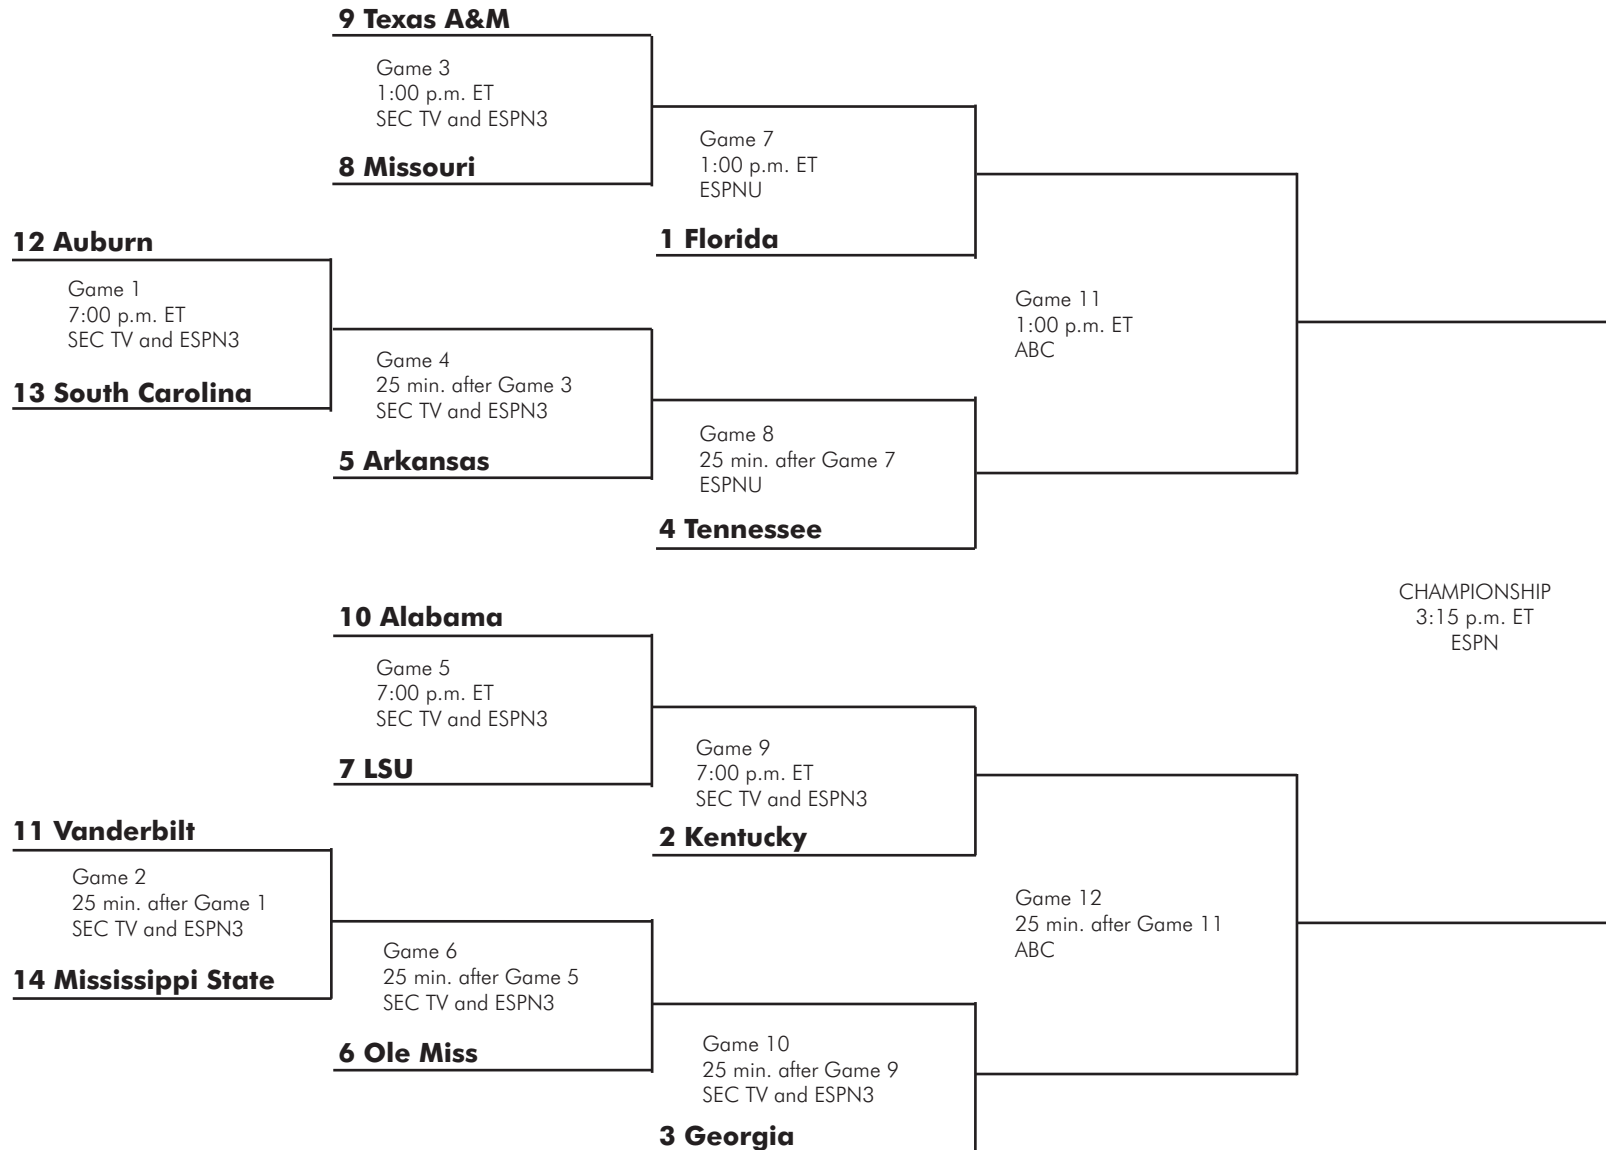 9 Texas A&M
Game 3
1:00 p.m. ET
SEC TV and ESPN3
8 Missouri
Game 7
1:00 p.m. ET
ESPNU
1 Florida
12 Auburn
Game 1
7:00 p.m. ET
SEC TV and ESPN3
13 South Carolina
Game 4
25 min. after Game 3
SEC TV and ESPN3
5 Arkansas
Game 8
25 min. after Game 7
ESPNU
4 Tennessee
Game 11
1:00 p.m. ET
ABC
10 Alabama
Game 5
7:00 p.m. ET
SEC TV and ESPN3
7 LSU
Game 9
7:00 p.m. ET
SEC TV and ESPN3
2 Kentucky
11 Vanderbilt
Game 2
25 min. after Game 1
SEC TV and ESPN3
14 Mississippi State
Game 6
25 min. after Game 5
SEC TV and ESPN3
6 Ole Miss
Game 10
25 min. after Game 9
SEC TV and ESPN3
3 Georgia
Game 12
25 min. after Game 11
ABC
CHAMPIONSHIP
3:15 p.m. ET
ESPN